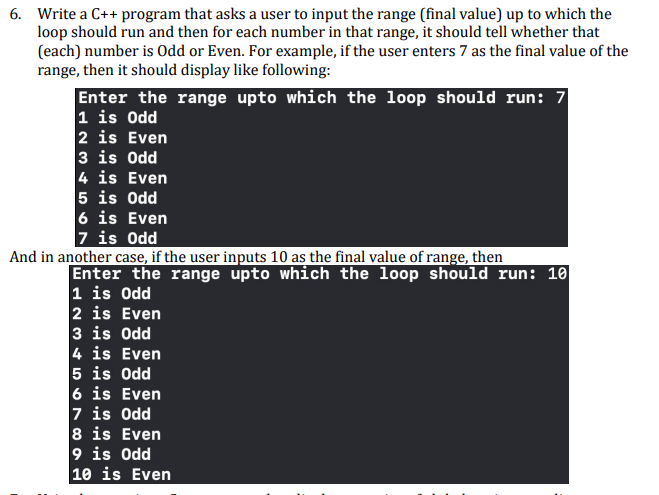 6. Write a C++ program that asks a user to input the range (final value) up to which the
loop should run and then for each number in that range, it should tell whether that
(each) number is Odd or Even. For example, if the user enters 7 as the final value of the
range, then it should display like following:
Enter the range upto which the loop should run: 7
1 is Odd
2 is Even
3 is Odd
4 is Even
5 is Odd
6 is Even
7 is Odd
And in another case, if the user inputs 10 as the final value of range, then
Enter the range upto which the loop should run: 10
1 is Odd
2 is Even
3 is Odd
4 is Even
5 is Odd
6 is Even
7 is Odd
8 is Even
9 is Odd
10 is Even